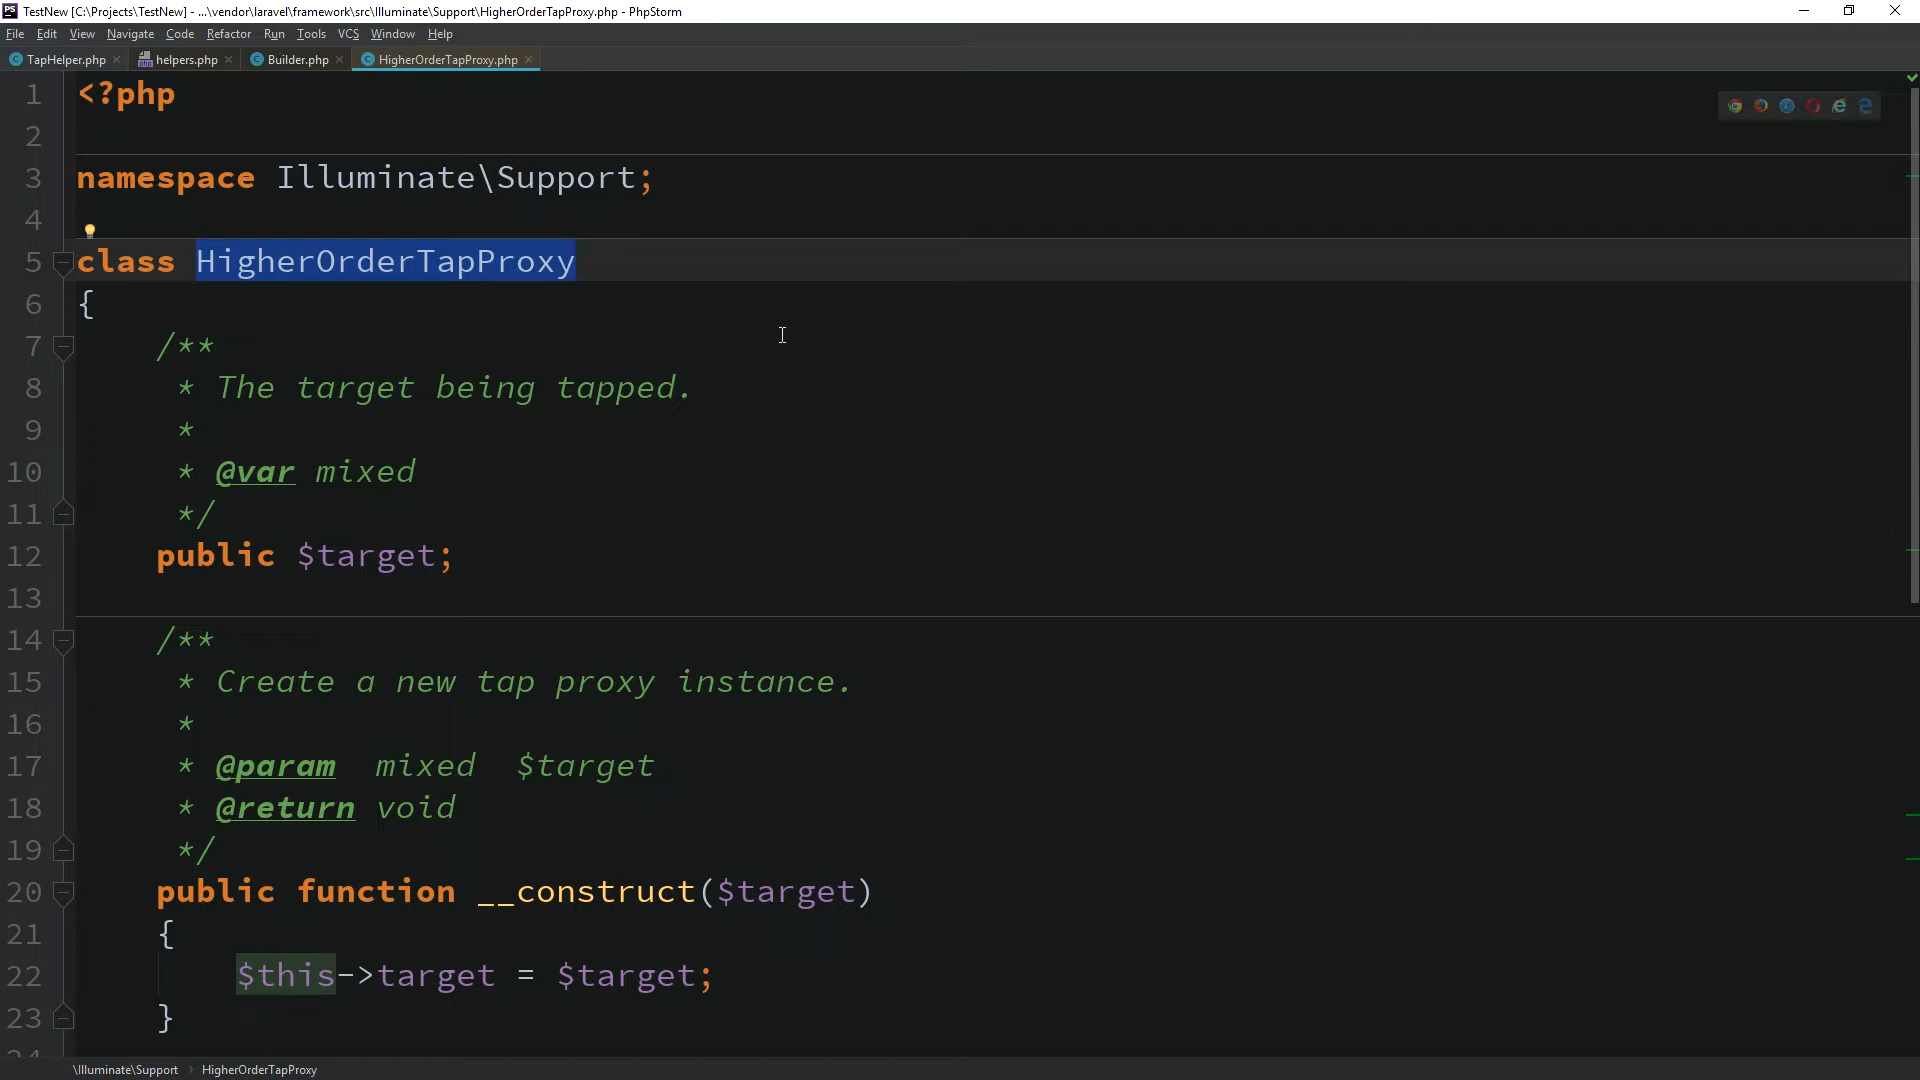 TestNew [C:\Projects\TestNew] - ...\vendor\laravel\framework\src\Illuminate\Support\HigherOrderTapProxy.php - PhpStorm
File Edit View Navigate Code Refactor Run Tools VCS Window Help
TapHelper.php helpers.php Builder.php HigherOrderTapProxy.php
1 <?php
2
3 namespace Illuminate\Support;
4
5 class HigherOrderTapProxy
6 {
7 /**
8 * The target being tapped.
9 *
10 * @var mixed
11 */
12 public $target;
13
14 /**
15 * Create a new tap proxy instance.
16 *
17 * @param  mixed  $target
18 * @return void
19 */
20 public function __construct($target)
21 {
22 $this->target = $target;
23 }
24
\Illuminate\Support › HigherOrderTapProxy